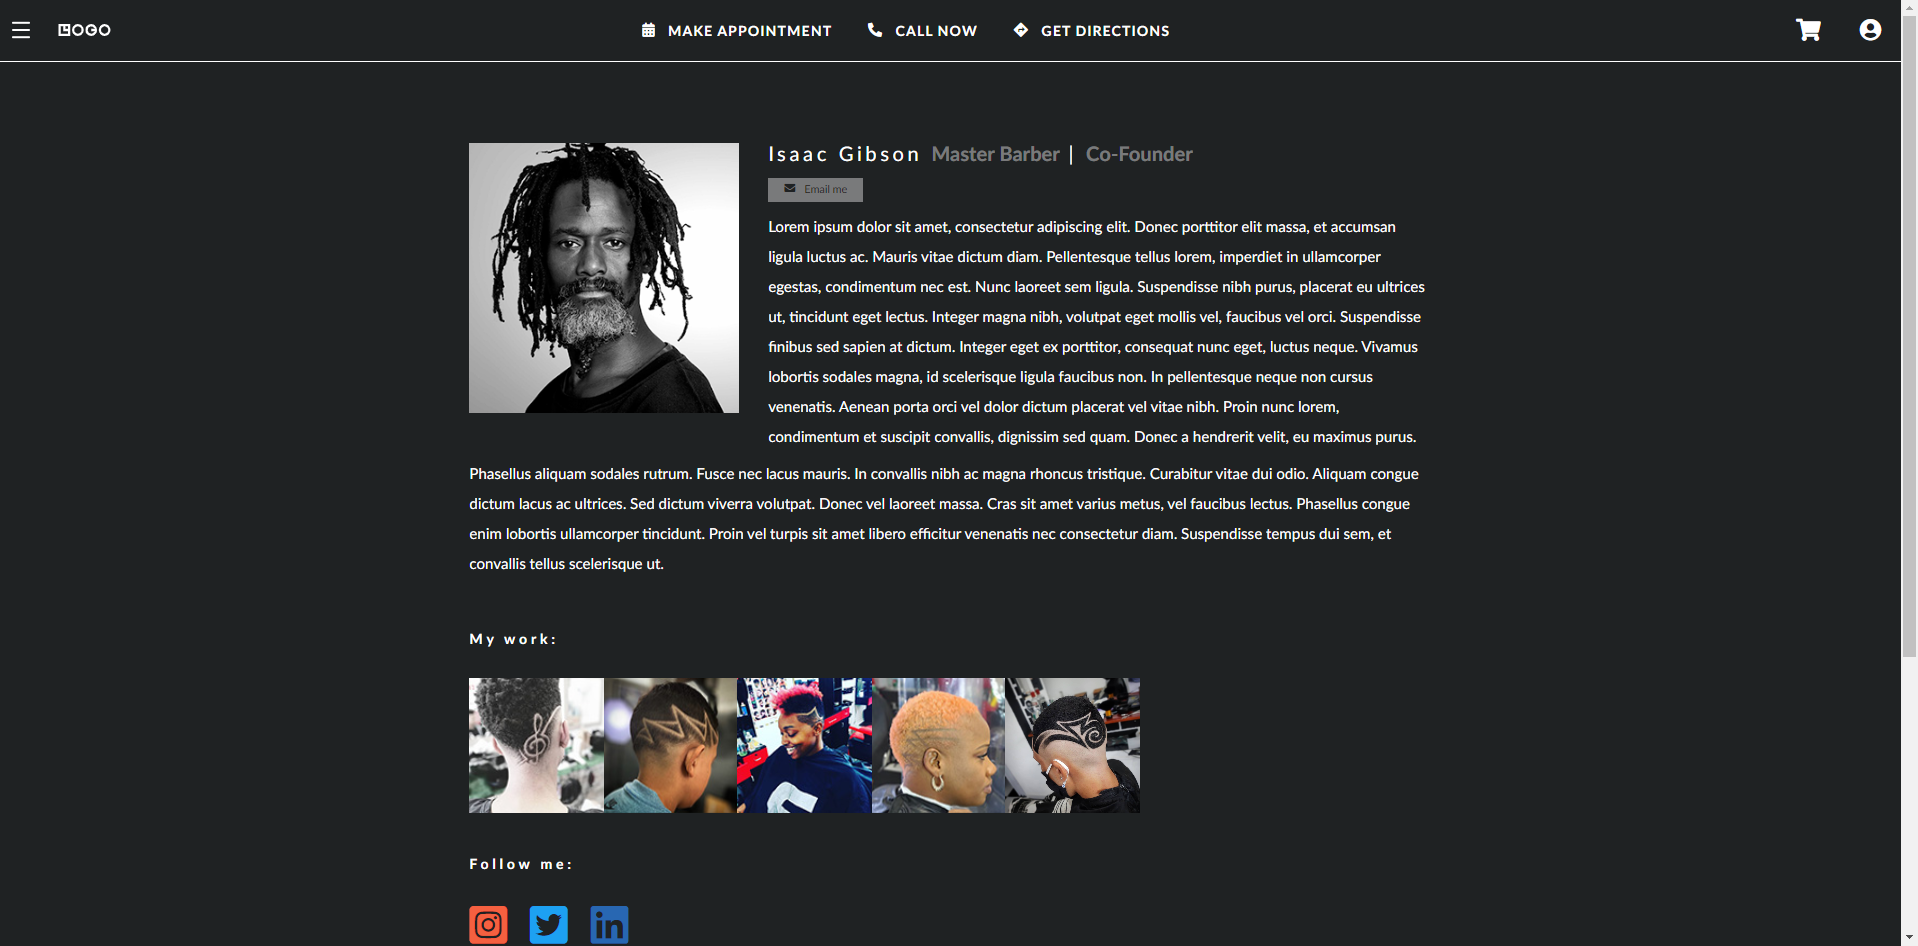 LOGO
MAKE APPOINTMENT
CALL NOW
GET DIRECTIONS
Isaac Gibson Master Barber | Co-Founder
Email me
Lorem ipsum dolor sit amet, consectetur adipiscing elit. Donec porttitor elit massa, et accumsan
ligula luctus ac. Mauris vitae dictum diam. Pellentesque tellus lorem, imperdiet in ullamcorper
egestas, condimentum nec est. Nunc laoreet sem ligula. Suspendisse nibh purus, placerat eu ultrices
ut, tincidunt eget lectus. Integer magna nibh, volutpat eget mollis vel, faucibus vel orci. Suspendisse
finibus sed sapien at dictum. Integer eget ex porttitor, consequat nunc eget, luctus neque. Vivamus
lobortis sodales magna, id scelerisque ligula faucibus non. In pellentesque neque non cursus
venenatis. Aenean porta orci vel dolor dictum placerat vel vitae nibh. Proin nunc lorem,
condimentum et suscipit convallis, dignissim sed quam. Donec a hendrerit velit, eu maximus purus.
Phasellus aliquam sodales rutrum. Fusce nec lacus mauris. In convallis nibh ac magna rhoncus tristique. Curabitur vitae dui odio. Aliquam congue
dictum lacus ac ultrices. Sed dictum viverra volutpat. Donec vel laoreet massa. Cras sit amet varius metus, vel faucibus lectus. Phasellus congue
enim lobortis ullamcorper tincidunt. Proin vel turpis sit amet libero efficitur venenatis nec consectetur diam. Suspendisse tempus dui sem, et
convallis tellus scelerisque ut.
My work:
Follow me:
in